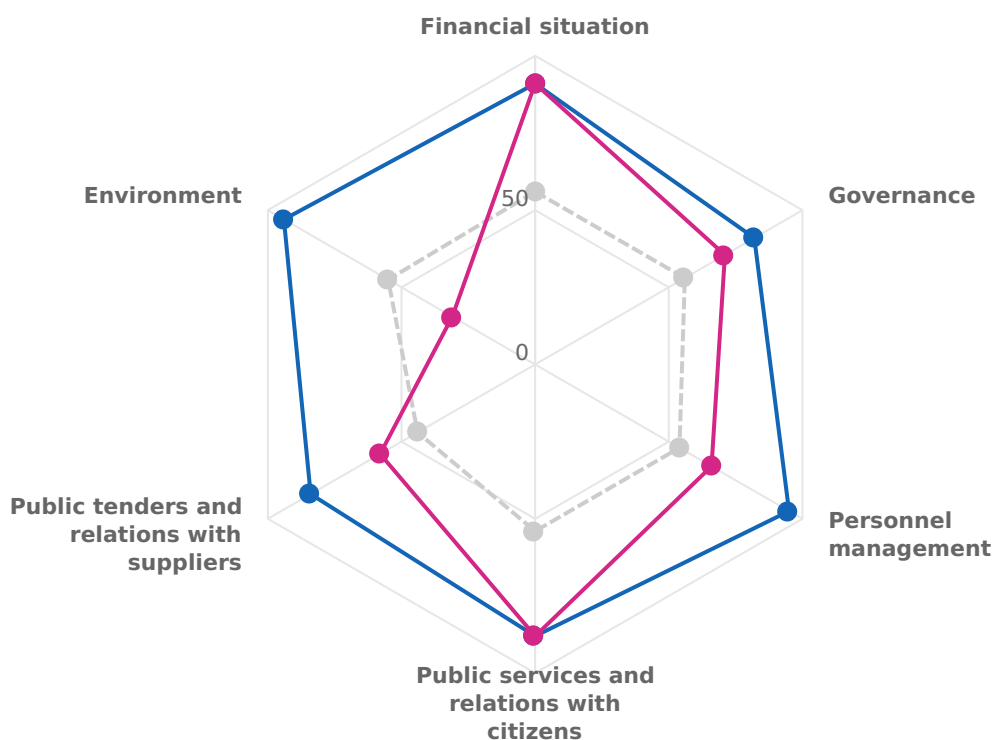 Financial situation
Environment
50
Governance
0
Public tenders and
relations with
suppliers
Personnel
management
Public services and
relations with
citizens